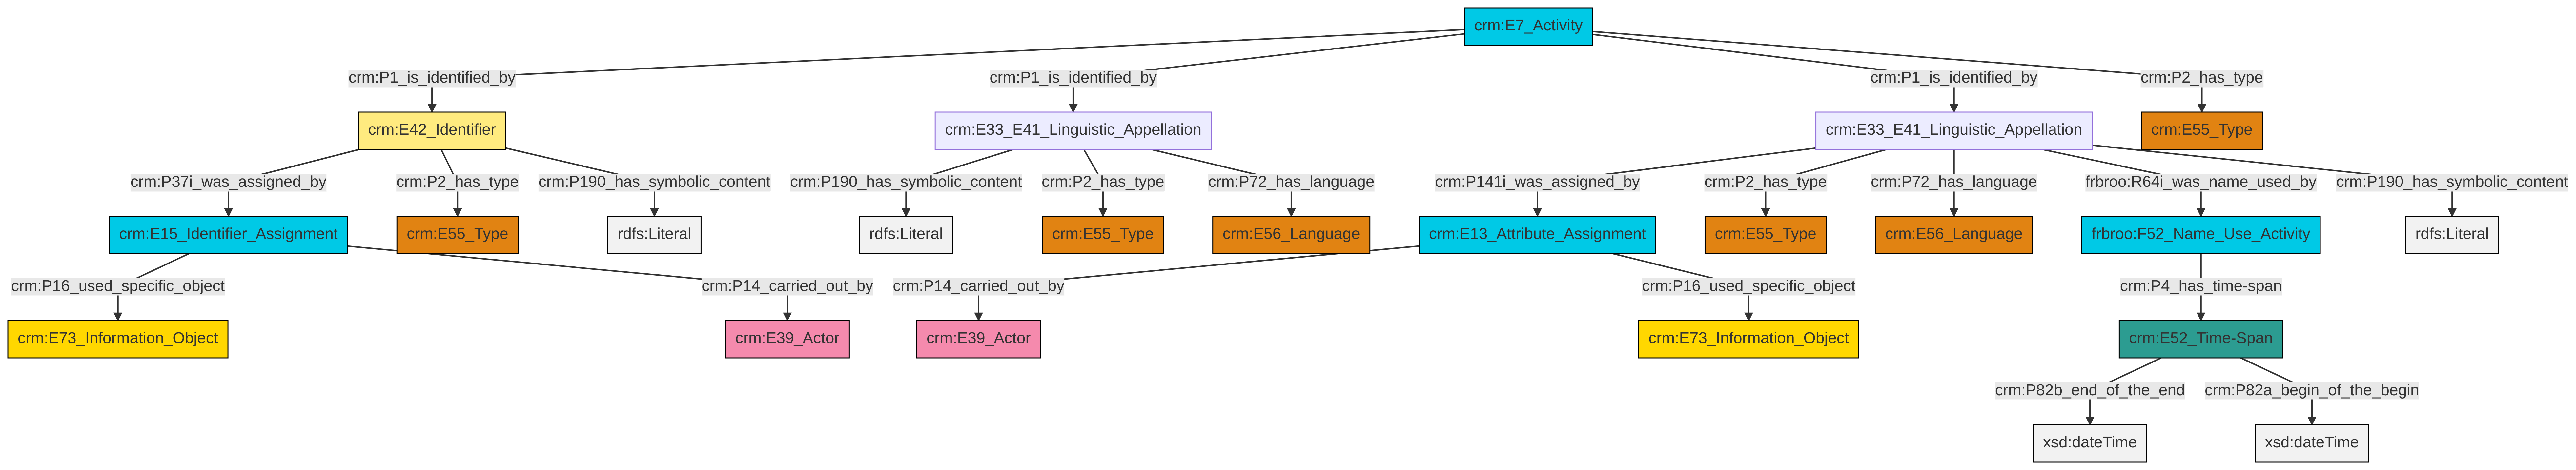 crm:E7_Activity
crm:P1_is_identified_by
crm:P1_is_identified_by
crm:P1_is_identified_by
crm:P2_has_type
crm:E42_Identifier
crm:E33_E41_Linguistic_Appellation
crm:E33_E41_Linguistic_Appellation
crm:E55_Type
crm:P37i_was_assigned_by
crm:P2_has_type
crm:P190_has_symbolic_content
crm:P190_has_symbolic_content
crm:P2_has_type
crm:P72_has_language
crm:P141i_was_assigned_by
crm:P2_has_type
crm:P72_has_language
frbroo:R64i_was_name_used_by
crm:P190_has_symbolic_content
crm:E15_Identifier_Assignment
crm:E55_Type
rdfs:Literal
rdfs:Literal
crm:E55_Type
crm:E56_Language
crm:E13_Attribute_Assignment
crm:E55_Type
crm:E56_Language
frbroo:F52_Name_Use_Activity
rdfs:Literal
crm:P16_used_specific_object
crm:P14_carried_out_by
crm:P14_carried_out_by
crm:P16_used_specific_object
crm:P4_has_time-span
crm:E73_Information_Object
crm:E39_Actor
crm:E39_Actor
crm:E73_Information_Object
crm:E52_Time-Span
crm:P82b_end_of_the_end
crm:P82a_begin_of_the_begin
xsd:dateTime
xsd:dateTime